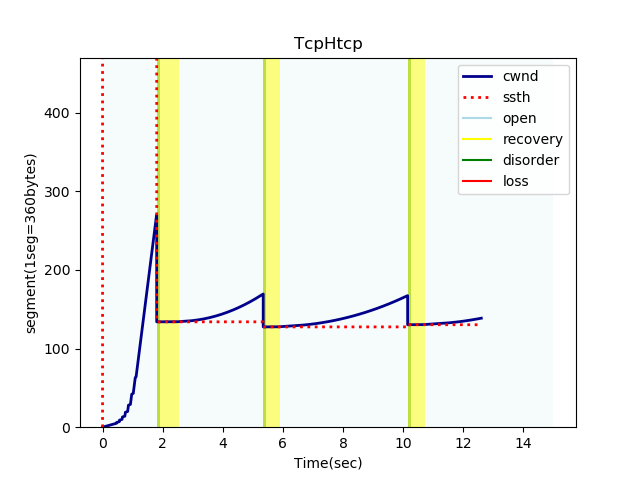 TcpHtcp
segment(1seg=360bytes)
400
300
200
100
0
cwnd
ssth
open
recovery
disorder
loss
0 2 4 6 8 10 12 14
Time(sec)